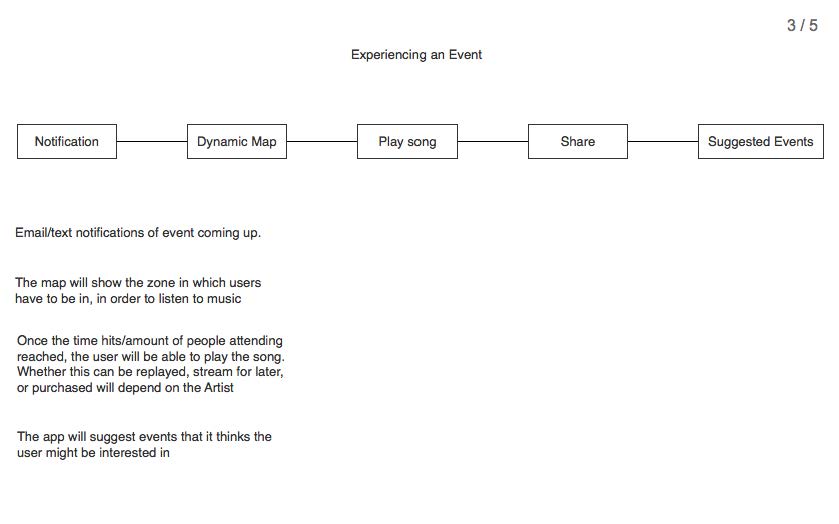 3 / 5
Experiencing an Event
Notification
Dynamic Map
Play song
Share
Suggested Events
Email/text notifications of event coming up.
The map will show the zone in which users
have to be in, in order to listen to music
Once the time hits/amount of people attending
reached, the user will be able to play the song.
Whether this can be replayed, stream for later,
or purchased will depend on the Artist
The app will suggest events that it thinks the
user might be interested in